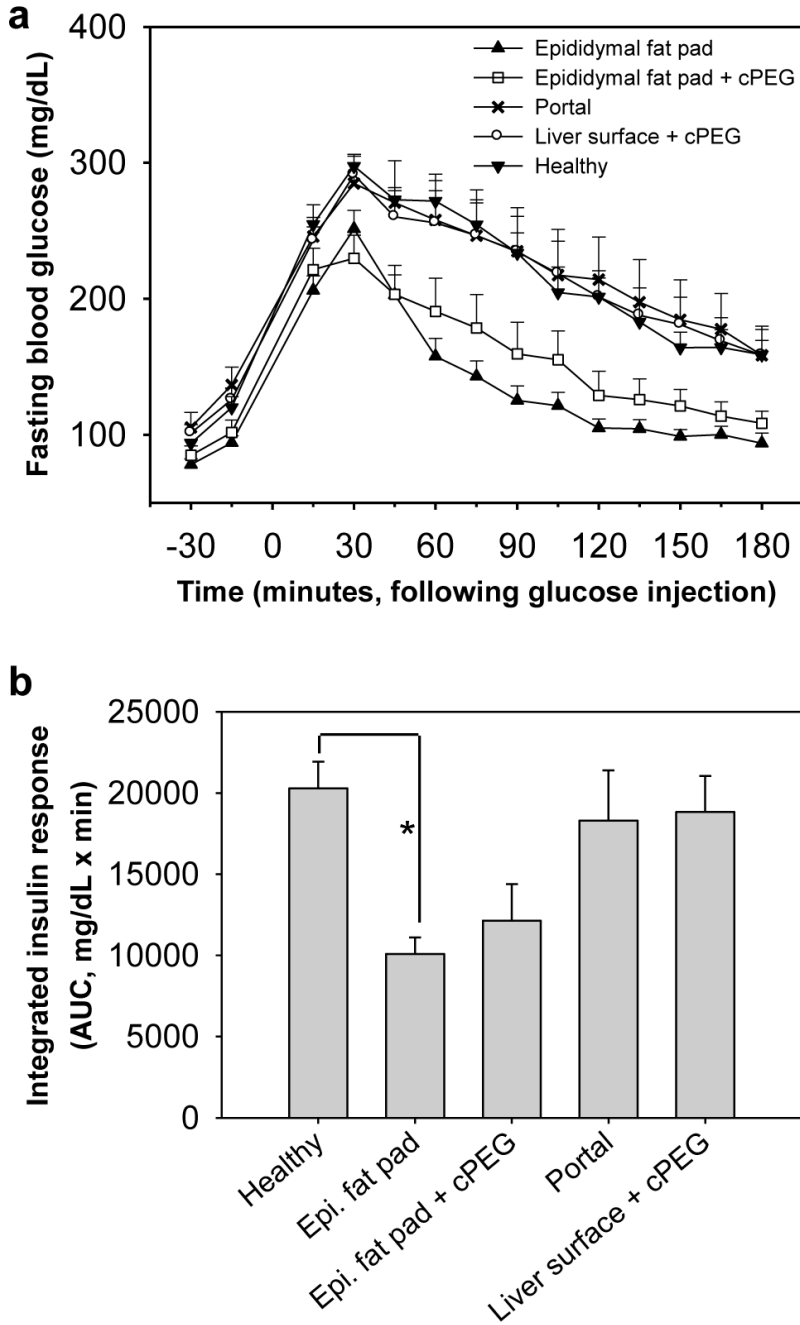 a
Fasting blood glucose (mg/dL)
400
300
200
100
Epididymal fat pad
Epididymal fat pad + cPEG
Portal
Liver surface + cPEG
Healthy
-30 0 30 60 90 120 150 180
Time (minutes, following glucose injection)
b
Integrated insulin response
(AUC, mg/dL x min)
25000
20000
15000
10000
5000
0
*
Healthy
Epi. fat pad
Epi. fat pad + cPEG
Portal
Liver surface + cPEG